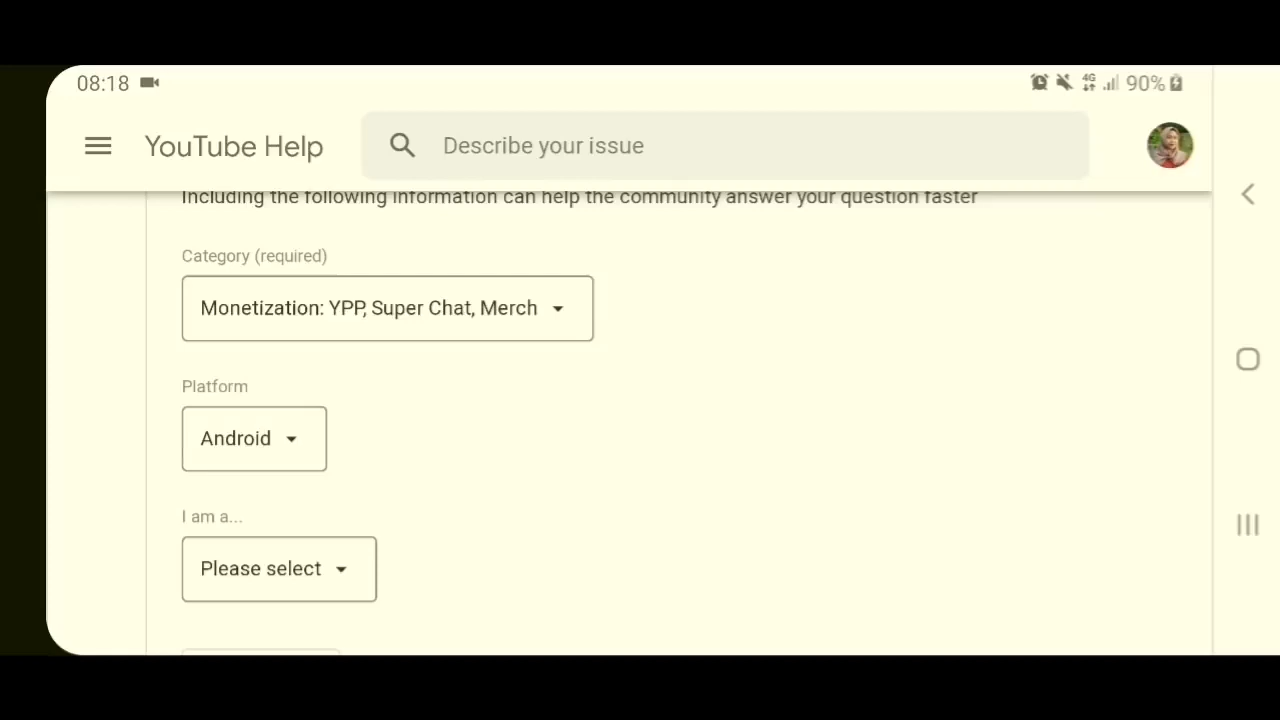 08:18 4G 90%
YouTube Help Describe your issue
Including the following information can help the community answer your question faster
Category (required)
Monetization: YPP, Super Chat, Merch
Platform
Android
I am a...
Please select